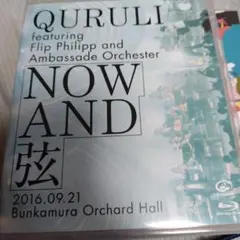 QURULI
featuring
Flip Philipp and
Ambassade Orchester
NOW
AND
弦
2016.09.21
Bunkamura Orchard Hall